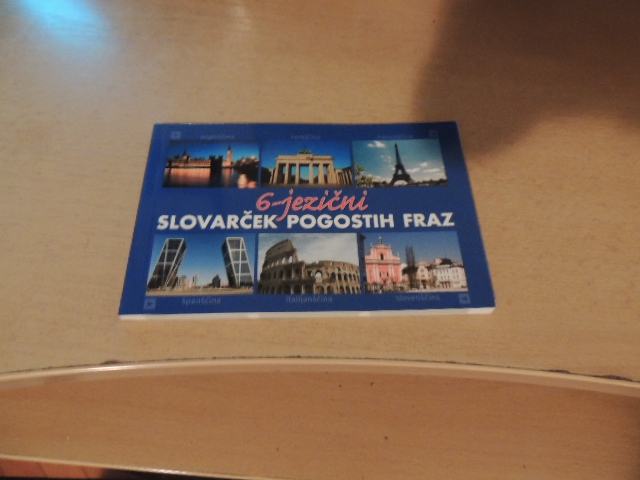 angleščina nemščina francoščina
6-jezični
SLOVARČEK POGOSTIH FRAZ
španščina italijanščina slovenščina